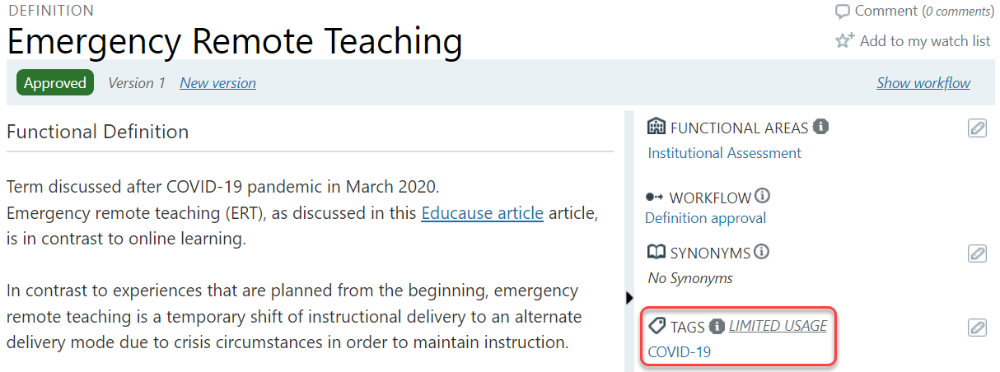 DEFINITION
Comment (0 comments)
Emergency Remote Teaching
Add to my watch list
Approved Version 1 New version Show workflow
Functional Definition
Term discussed after COVID-19 pandemic in March 2020.
Emergency remote teaching (ERT), as discussed in this Educause article article,
is in contrast to online learning.
In contrast to experiences that are planned from the beginning, emergency
remote teaching is a temporary shift of instructional delivery to an alternate
delivery mode due to crisis circumstances in order to maintain instruction.
FUNCTIONAL AREAS
Institutional Assessment
WORKFLOW
Definition approval
SYNONYMS
No Synonyms
TAGS LIMITED USAGE
COVID-19